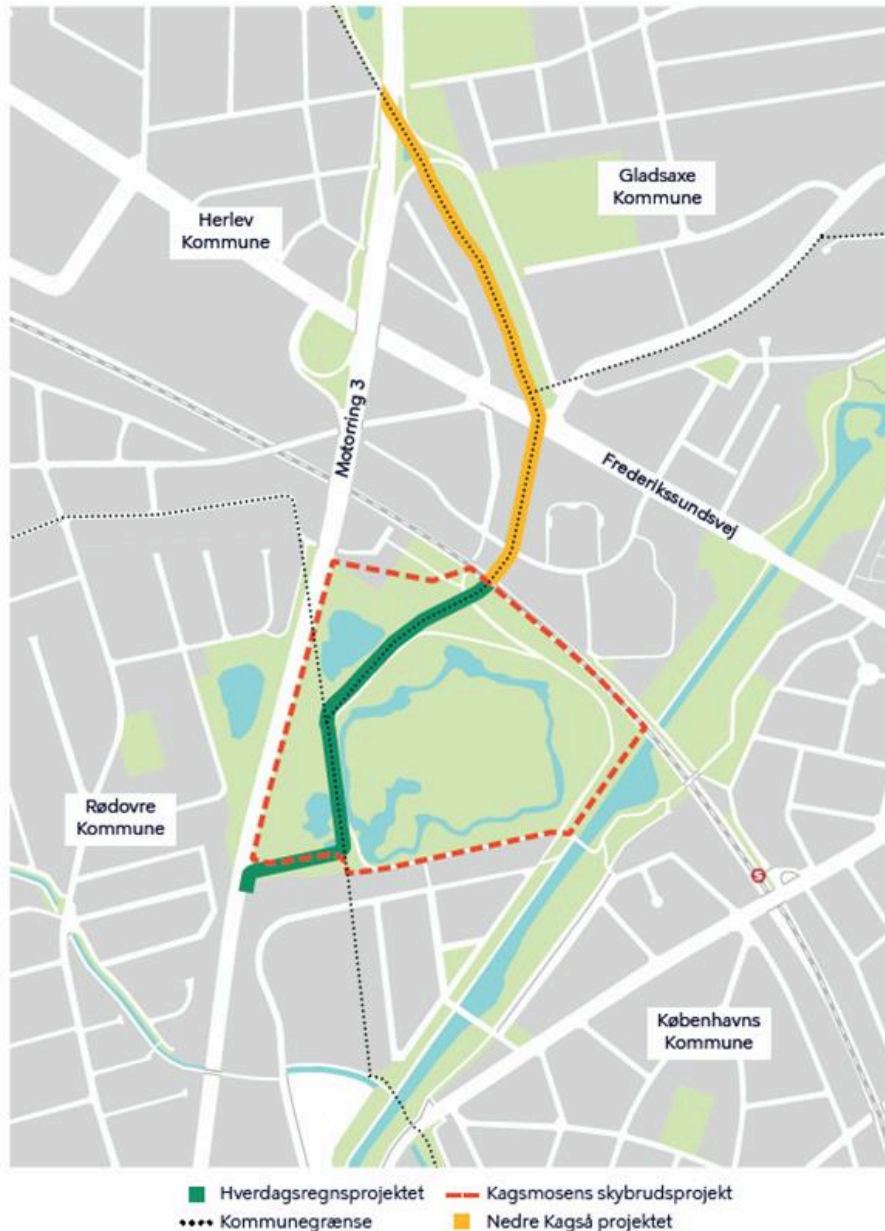 Gladsaxe
Kommune
Herlev
Kommune
Motorring 3
Frederikssundsvej
Rødovre
Kommune
S
Københavns
Kommune
Hverdagsregnsprojektet
Kagsmosens skybrudsprojekt
Kommunegrænse
Nedre Kagså projektet